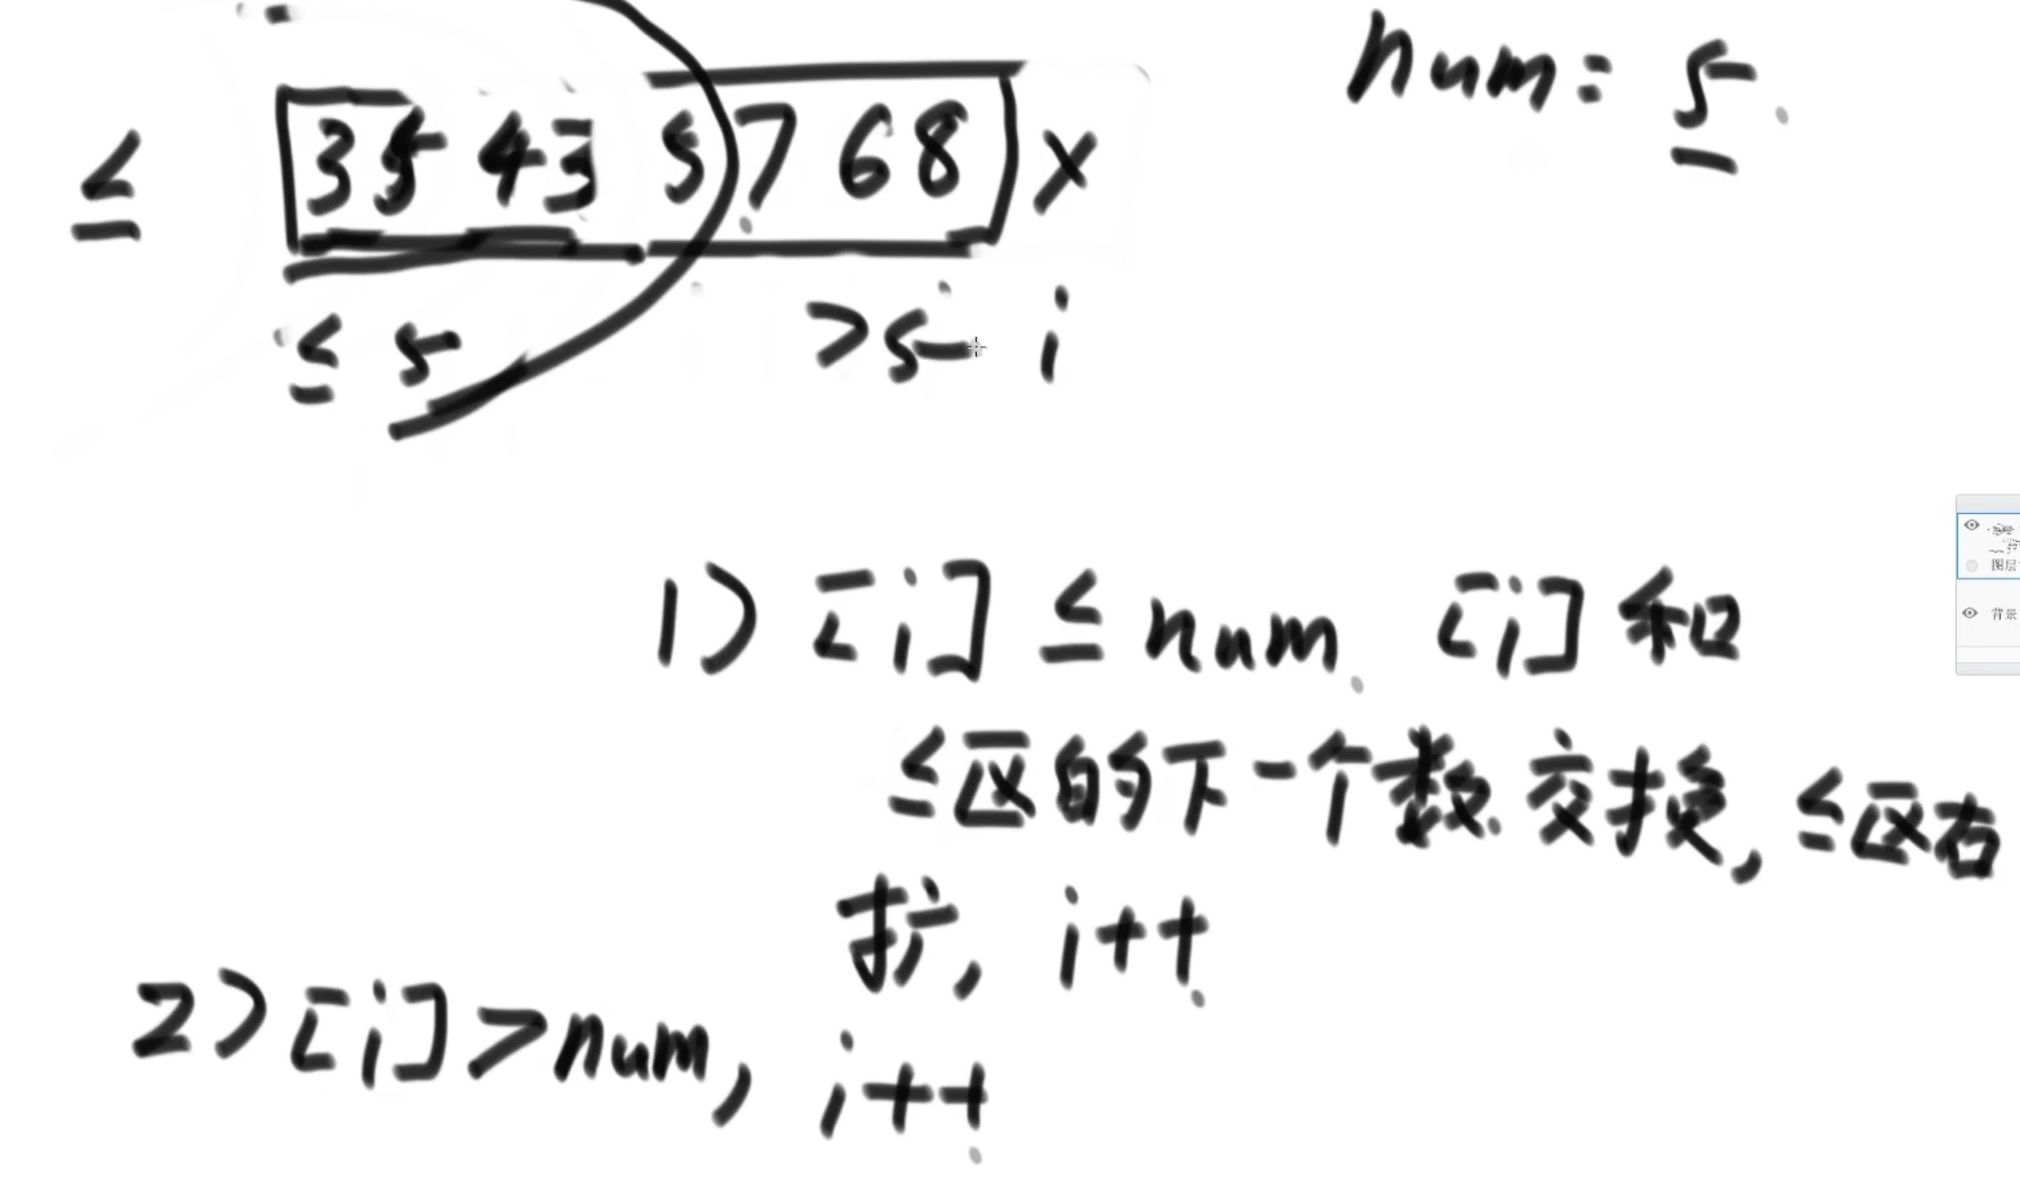 num = 5
≤ 3 5 4 3 5 7 6 8 x
≤ 5 >5 i
1) [i] ≤ num [i] 和
≤区的下一个数交换, ≤区右
扩, i++
2) [i] > num, i++
图层
背景